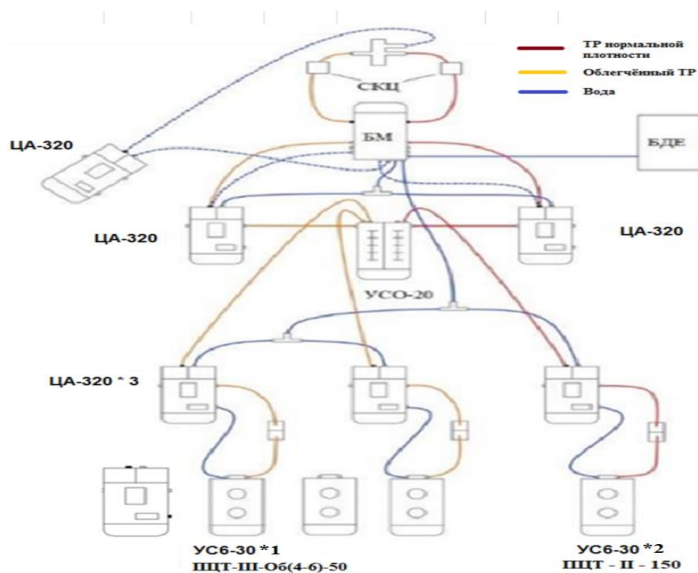 ТР нормальной
плотности
Облегчённый ТР
Вода
СКЦ
БМ
БДЕ
ЦА-320
ЦА-320
ЦА-320
УСО-20
ЦА-320 * 3
УС6-30 *1
ПЦТ-III-Об(4-6)-50
УС6-30 *2
ПЦТ - II - 150